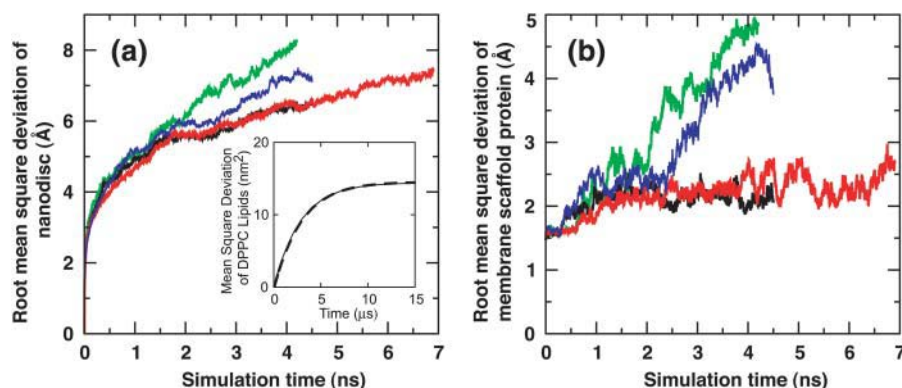 (a)
Root mean square deviation of
nanodisc (Å)
8
6
4
2
0
0 1 2 3 4 5 6 7
Simulation time (ns)
Mean Square Deviation
of DPPC Lipids (nm²)
20
10
0
0 5 10 15
Time (μs)
(b)
Root mean square deviation of
membrane scaffold protein (Å)
5
4
3
2
1
0
0 1 2 3 4 5 6 7
Simulation time (ns)